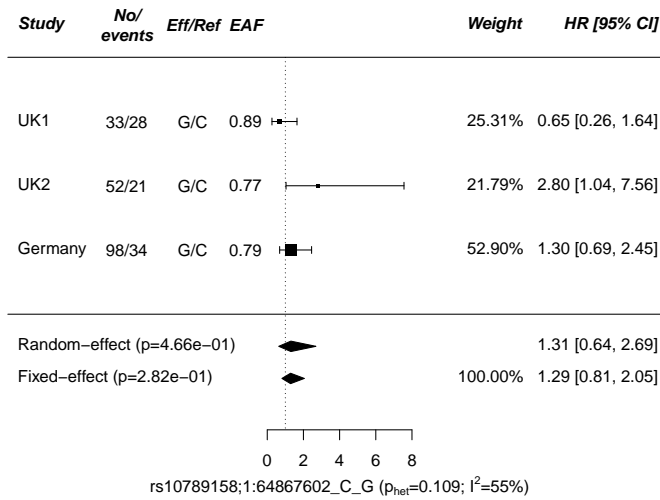 Study No/events Eff/Ref EAF Weight HR [95% CI]
UK1 33/28 G/C 0.89 25.31% 0.65 [0.26, 1.64]
UK2 52/21 G/C 0.77 21.79% 2.80 [1.04, 7.56]
Germany 98/34 G/C 0.79 52.90% 1.30 [0.69, 2.45]
Random−effect (p=4.66e−01) 1.31 [0.64, 2.69]
Fixed−effect (p=2.82e−01) 100.00% 1.29 [0.81, 2.05]
0 2 4 6 8
rs10789158;1:64867602_C_G (phet=0.109; I²=55%)